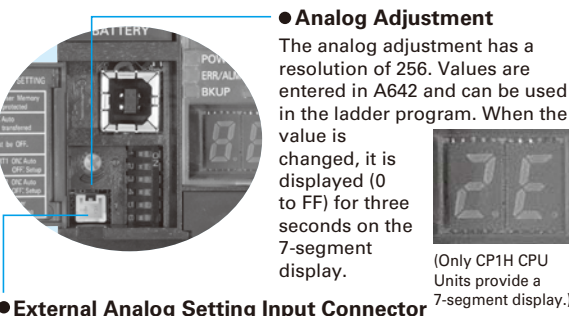 BATTERY
POW
ERR/ALM
BKUP
SETTING
● Analog Adjustment
The analog adjustment has a
resolution of 256. Values are
entered in A642 and can be used
in the ladder program. When the
value is
changed, it is
displayed (0
to FF) for three
seconds on the
7-segment
display.
2E
(Only CP1H CPU
Units provide a
7-segment display.)
● External Analog Setting Input Connector